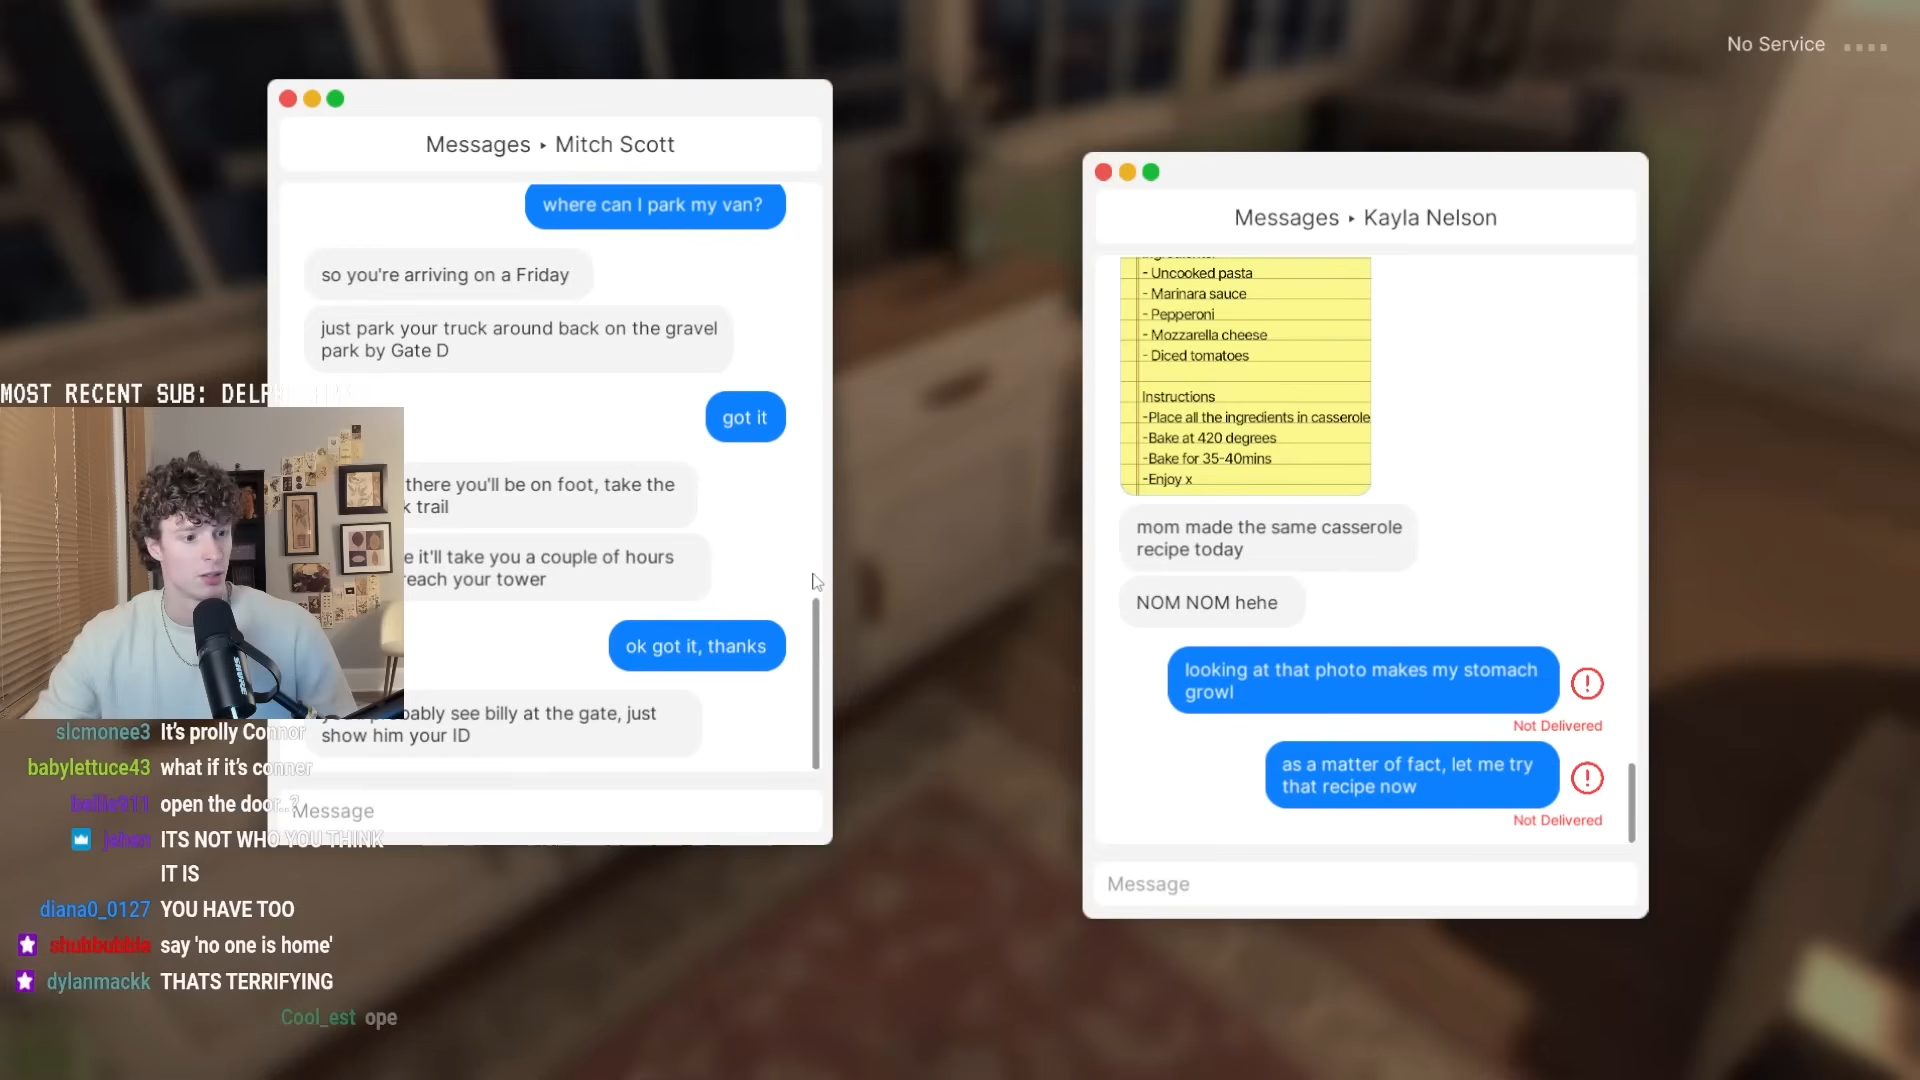 No Service
Messages ▸ Mitch Scott
where can I park my van?
so you're arriving on a Friday
just park your truck around back on the gravel
park by Gate D
got it
there you'll be on foot, take the
trail
it'll take you a couple of hours
reach your tower
ok got it, thanks
probably see billy at the gate, just
show him your ID
Message
Messages ▸ Kayla Nelson
- Uncooked pasta
- Marinara sauce
- Pepperoni
- Mozzarella cheese
- Diced tomatoes
Instructions
-Place all the ingredients in casserole
-Bake at 420 degrees
-Bake for 35-40mins
-Enjoy x
mom made the same casserole
recipe today
NOM NOM hehe
looking at that photo makes my stomach
growl
Not Delivered
as a matter of fact, let me try
that recipe now
Not Delivered
Message
MOST RECENT SUB:
slcmonee3 It's prolly Connor
babylettuce43 what if it's conner
open the door..?
ITS NOT WHO YOU THINK
IT IS
diana0_0127 YOU HAVE TOO
shubbubble say 'no one is home'
dylanmackk THATS TERRIFYING
Cool_est ope